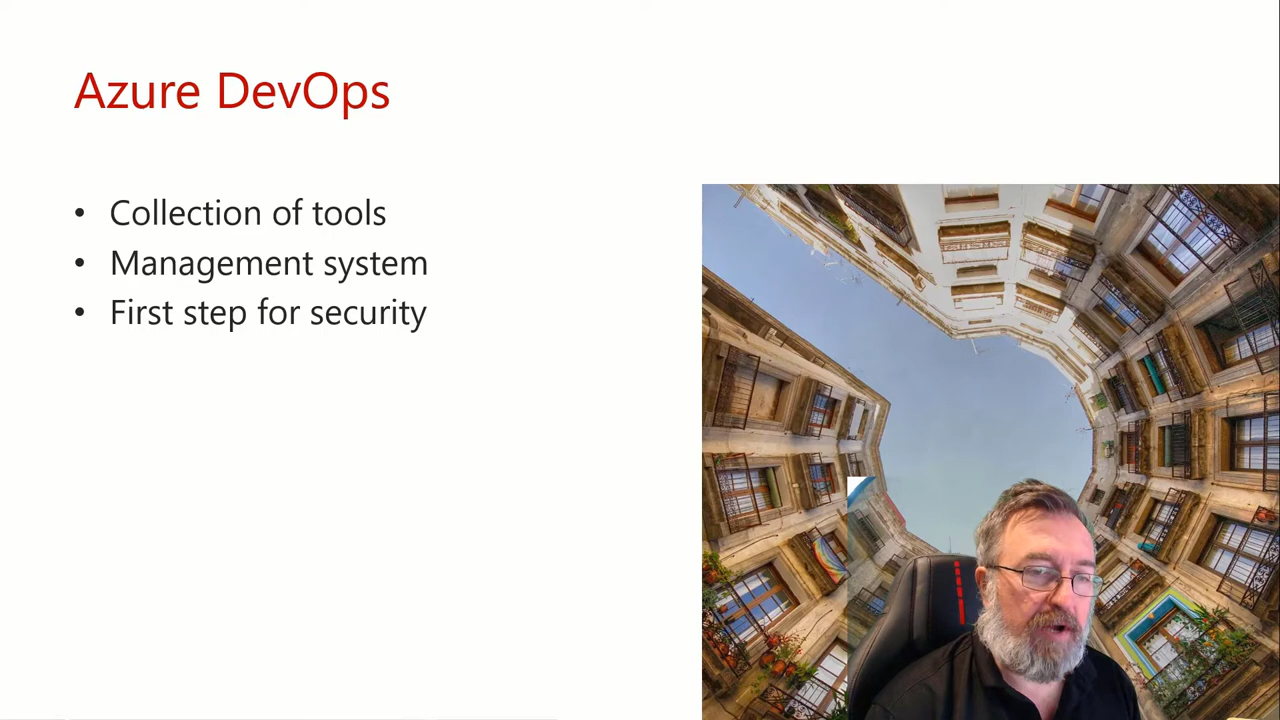 Azure DevOps
• Collection of tools
• Management system
• First step for security